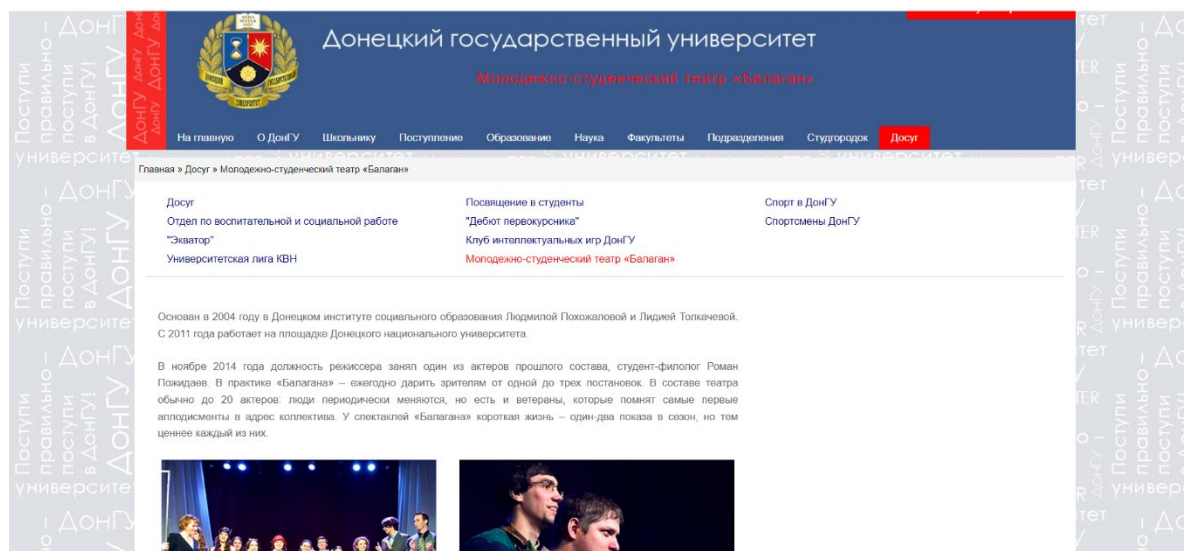 Донецкий государственный университет
Молодежно-студенческий театр «Балаган»
На главную О ДонГУ Школьнику Поступление Образование Наука Факультеты Подразделения Студгородок Досуг
Главная » Досуг » Молодежно-студенческий театр «Балаган»
Досуг
Отдел по воспитательной и социальной работе
"Экватор"
Университетская лига КВН
Посвящение в студенты
"Дебют первокурсника"
Клуб интеллектуальных игр ДонГУ
Молодежно-студенческий театр «Балаган»
Спорт в ДонГУ
Спортсмены ДонГУ
Основан в 2004 году в Донецком институте социального образования Людмилой Похожаловой и Лидией Толкачевой.
С 2011 года работает на площадке Донецкого национального университета.
В ноябре 2014 года должность режиссера занял один из актеров прошлого состава, студент-филолог Роман
Пожидаев. В практике «Балагана» – ежегодно дарить зрителям от одной до трех постановок. В составе театра
обычно до 20 актеров: люди периодически меняются, но есть и ветераны, которые помнят самые первые
аплодисменты в адрес коллектива. У спектаклей «Балагана» короткая жизнь – один-два показа в сезон, но тем
ценнее каждый из них.
Поступи
правильно –
поступи
в ДонГУ!
ДонГУ